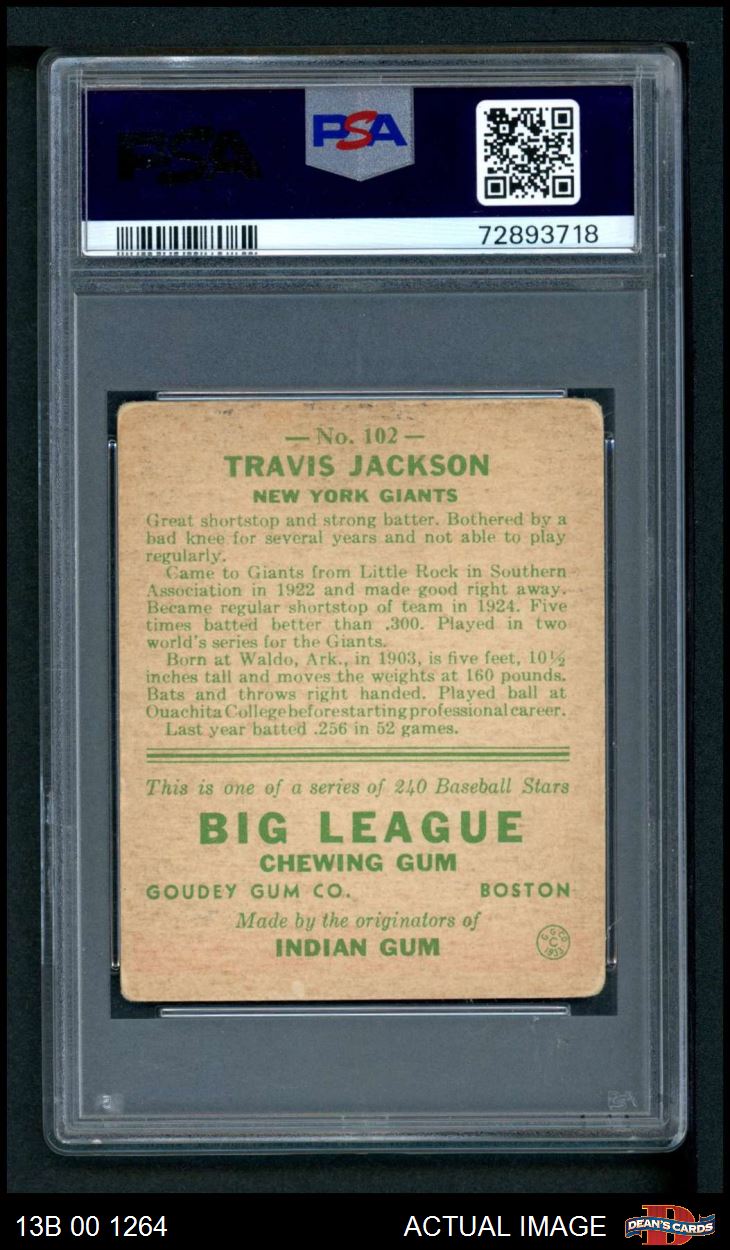 PSA
PSA
72893718
— No. 102 —
TRAVIS JACKSON
NEW YORK GIANTS
Great shortstop and strong batter. Bothered by a
bad knee for several years and not able to play
regularly.
Came to Giants from Little Rock in Southern
Association in 1922 and made good right away.
Became regular shortstop of team in 1924. Five
times batted better than .300. Played in two
world's series for the Giants.
Born at Waldo, Ark., in 1903, is five feet, 10½
inches tall and moves the weights at 160 pounds.
Bats and throws right handed. Played ball at
Ouachita College before starting professional career.
Last year batted .256 in 52 games.
This is one of a series of 240 Baseball Stars
BIG LEAGUE
CHEWING GUM
GOUDEY GUM CO. BOSTON
Made by the originators of
INDIAN GUM
G G CO
C
1933
13B 00 1264 ACTUAL IMAGE DEAN'S CARDS